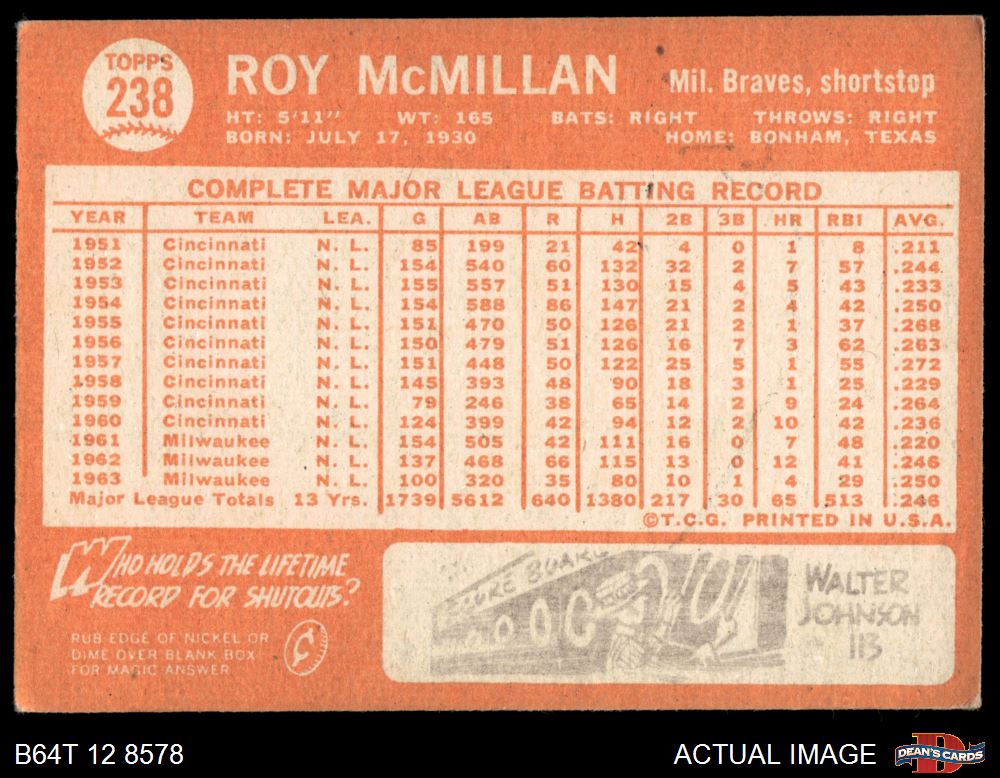 TOPPS
238
ROY McMILLAN
Mil. Braves, shortstop
HT: 5'11" WT: 165 BATS: RIGHT THROWS: RIGHT
BORN: JULY 17, 1930 HOME: BONHAM, TEXAS
COMPLETE MAJOR LEAGUE BATTING RECORD
YEAR TEAM LEA. G AB R H 2B 3B HR RBI AVG.
1951 Cincinnati N. L. 85 199 21 42 4 0 1 8 .211
1952 Cincinnati N. L. 154 540 60 132 32 2 7 57 .244
1953 Cincinnati N. L. 155 557 51 130 15 4 5 43 .233
1954 Cincinnati N. L. 154 588 86 147 21 2 4 42 .250
1955 Cincinnati N. L. 151 470 50 126 21 2 1 37 .268
1956 Cincinnati N. L. 150 479 51 126 16 7 3 62 .263
1957 Cincinnati N. L. 151 448 50 122 25 5 1 55 .272
1958 Cincinnati N. L. 145 393 48 90 18 3 1 25 .229
1959 Cincinnati N. L. 79 246 38 65 14 2 9 24 .264
1960 Cincinnati N. L. 124 399 42 94 12 2 10 42 .236
1961 Milwaukee N. L. 154 505 42 111 16 0 7 48 .220
1962 Milwaukee N. L. 137 468 66 115 13 0 12 41 .246
1963 Milwaukee N. L. 100 320 35 80 10 1 4 29 .250
Major League Totals 13 Yrs. 1739 5612 640 1380 217 30 65 513 .246
©T.C.G. PRINTED IN U.S.A.
WHO HOLDS THE LIFETIME
RECORD FOR SHUTOUTS?
RUB EDGE OF NICKEL OR
DIME OVER BLANK BOX
FOR MAGIC ANSWER
SCORE BOARD
WALTER
JOHNSON
113
B64T 12 8578
ACTUAL IMAGE
DEAN'S CARDS